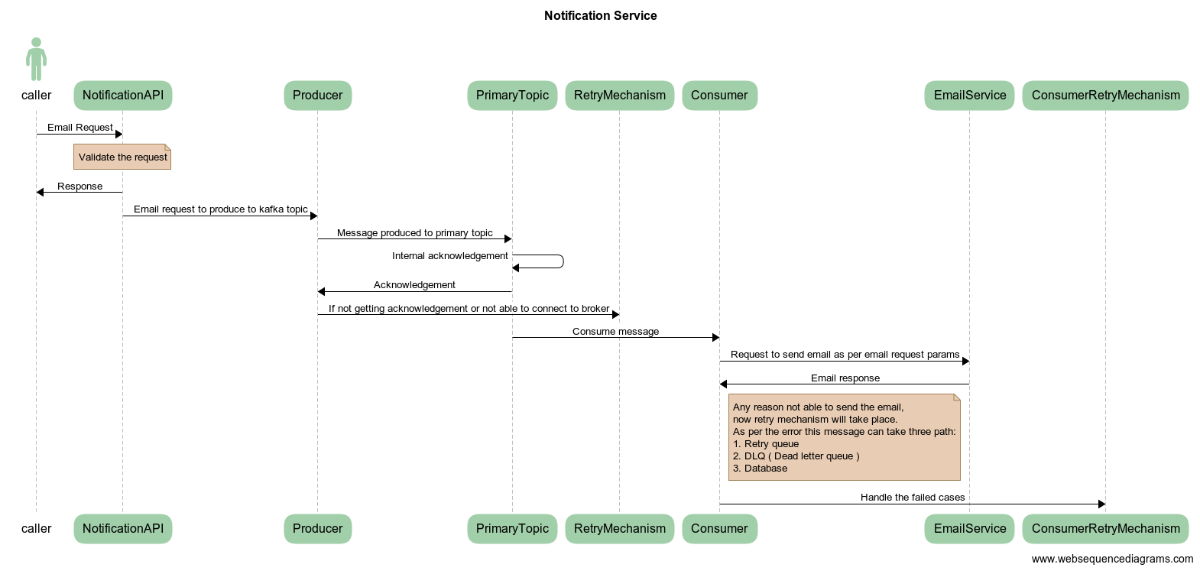 Notification Service
caller
NotificationAPI
Producer
PrimaryTopic
RetryMechanism
Consumer
EmailService
ConsumerRetryMechanism
Email Request
Validate the request
Response
Email request to produce to kafka topic
Message produced to primary topic
Internal acknowledgement
Acknowledgement
If not getting acknowledgement or not able to connect to broker
Consume message
Request to send email as per email request params
Email response
Any reason not able to send the email,
now retry mechanism will take place.
As per the error this message can take three path:
1. Retry queue
2. DLQ ( Dead letter queue )
3. Database
Handle the failed cases
caller
NotificationAPI
Producer
PrimaryTopic
RetryMechanism
Consumer
EmailService
ConsumerRetryMechanism
www.websequencediagrams.com